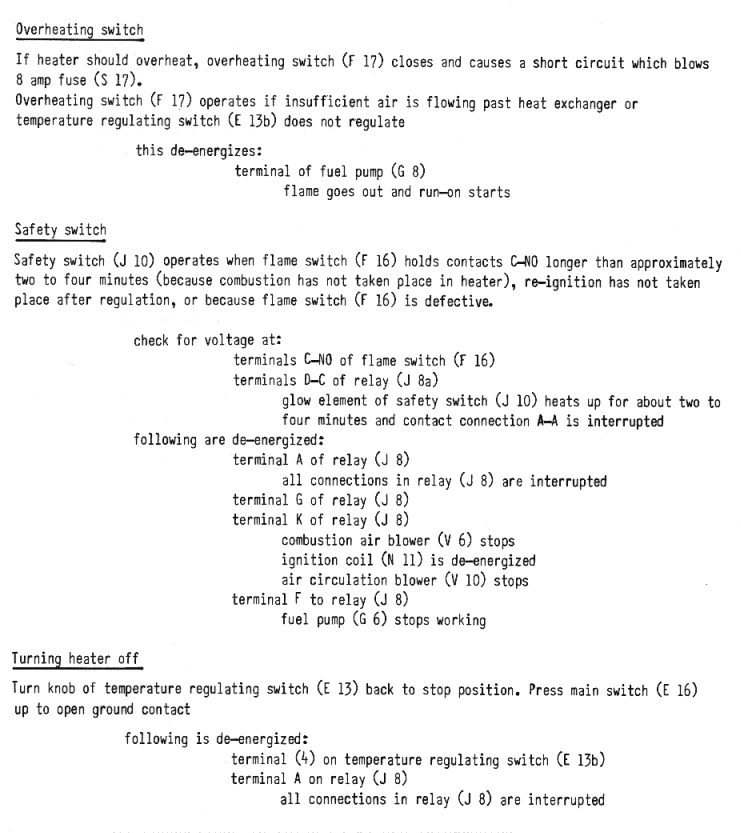 Overheating switch
If heater should overheat, overheating switch (F 17) closes and causes a short circuit which blows
8 amp fuse (S 17).
Overheating switch (F 17) operates if insufficient air is flowing past heat exchanger or
temperature regulating switch (E 13b) does not regulate
this de-energizes:
terminal of fuel pump (G 8)
flame goes out and run-on starts
Safety switch
Safety switch (J 10) operates when flame switch (F 16) holds contacts C-NO longer than approximately
two to four minutes (because combustion has not taken place in heater), re-ignition has not taken
place after regulation, or because flame switch (F 16) is defective.
check for voltage at:
terminals C-NO of flame switch (F 16)
terminals D-C of relay (J 8a)
glow element of safety switch (J 10) heats up for about two to
four minutes and contact connection A-A is interrupted
following are de-energized:
terminal A of relay (J 8)
all connections in relay (J 8) are interrupted
terminal G of relay (J 8)
terminal K of relay (J 8)
combustion air blower (V 6) stops
ignition coil (N 11) is de-energized
air circulation blower (V 10) stops
terminal F to relay (J 8)
fuel pump (G 6) stops working
Turning heater off
Turn knob of temperature regulating switch (E 13) back to stop position. Press main switch (E 16)
up to open ground contact
following is de-energized:
terminal (4) on temperature regulating switch (E 13b)
terminal A on relay (J 8)
all connections in relay (J 8) are interrupted